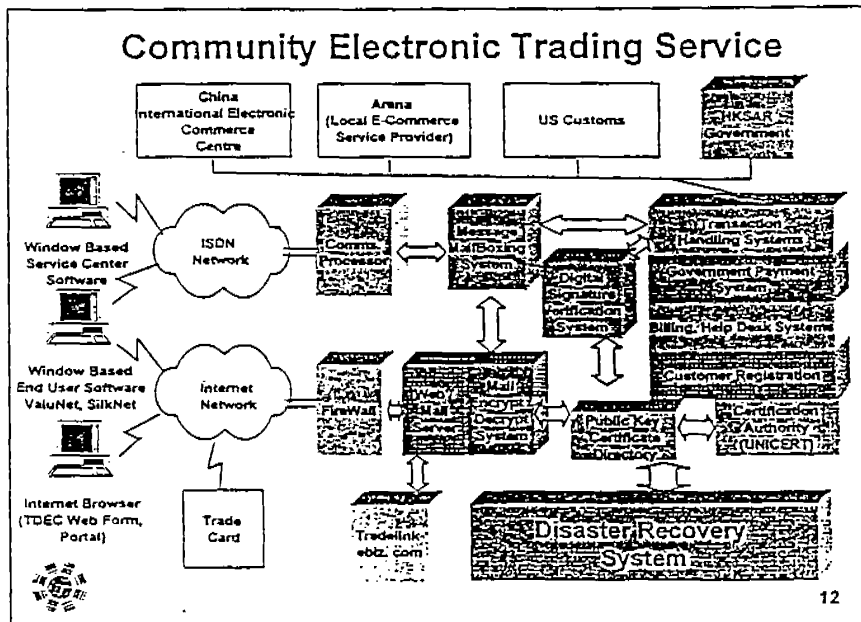 Community Electronic Trading Service
China
International Electronic
Commerce
Centre
Arena
(Local E-Commerce
Service Provider)
US Customs
HKSAR
Government
Window Based
Service Center
Software
ISDN
Network
Comms.
Processor
Message
MailBoxing
System
Transaction
Handling Systems
Digital
Signature
System
Government Payment
System
Billing, Help Desk Systems
Customer Registration
Window Based
End User Software
ValuNet, SilkNet
Internet
Network
FireWall
Web
Mail
Server
Mail
Encrypt
Decrypt
System
Public Key
Certificate
Directory
Certification
Authority
(UNICERT)
Internet Browser
(TDEC Web Form,
Portal)
Trade
Card
Tradelink-
ebiz.com
Disaster Recovery
System
12